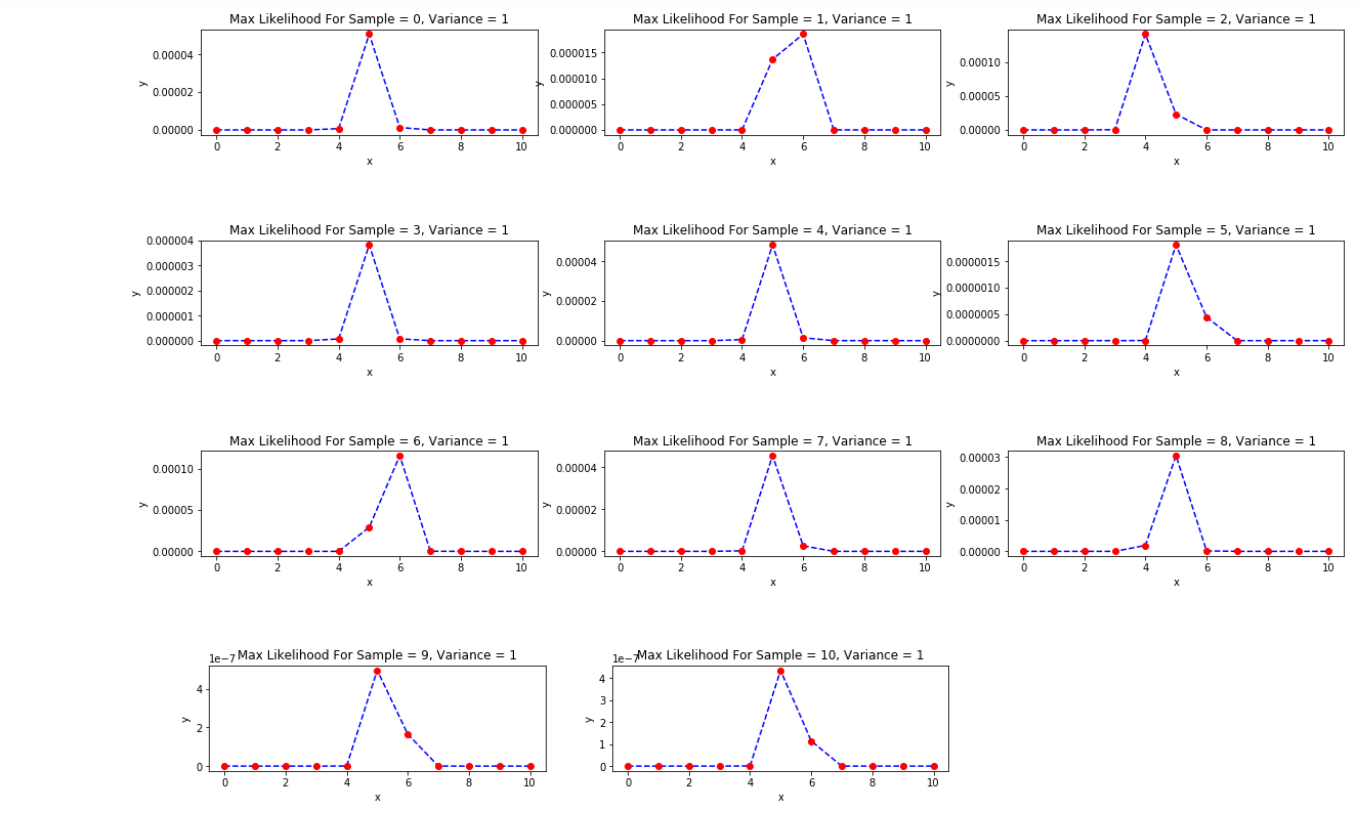 Max Likelihood For Sample = 0, Variance = 1
0.00004
0.00002
0.00000
y
0 2 4 6 8 10
x
Max Likelihood For Sample = 1, Variance = 1
0.000015
0.000010
0.000005
0.000000
y
0 2 4 6 8 10
x
Max Likelihood For Sample = 2, Variance = 1
0.00010
0.00005
0.00000
y
0 2 4 6 8 10
x
Max Likelihood For Sample = 3, Variance = 1
0.000004
0.000003
0.000002
0.000001
0.000000
y
0 2 4 6 8 10
x
Max Likelihood For Sample = 4, Variance = 1
0.00004
0.00002
0.00000
y
0 2 4 6 8 10
x
Max Likelihood For Sample = 5, Variance = 1
0.0000015
0.0000010
0.0000005
0.0000000
y
0 2 4 6 8 10
x
Max Likelihood For Sample = 6, Variance = 1
0.00010
0.00005
0.00000
y
0 2 4 6 8 10
x
Max Likelihood For Sample = 7, Variance = 1
0.00004
0.00002
0.00000
y
0 2 4 6 8 10
x
Max Likelihood For Sample = 8, Variance = 1
0.00003
0.00002
0.00001
0.00000
y
0 2 4 6 8 10
x
1e−7 Max Likelihood For Sample = 9, Variance = 1
4
2
0
y
0 2 4 6 8 10
x
1e−7 Max Likelihood For Sample = 10, Variance = 1
4
3
2
1
0
y
0 2 4 6 8 10
x